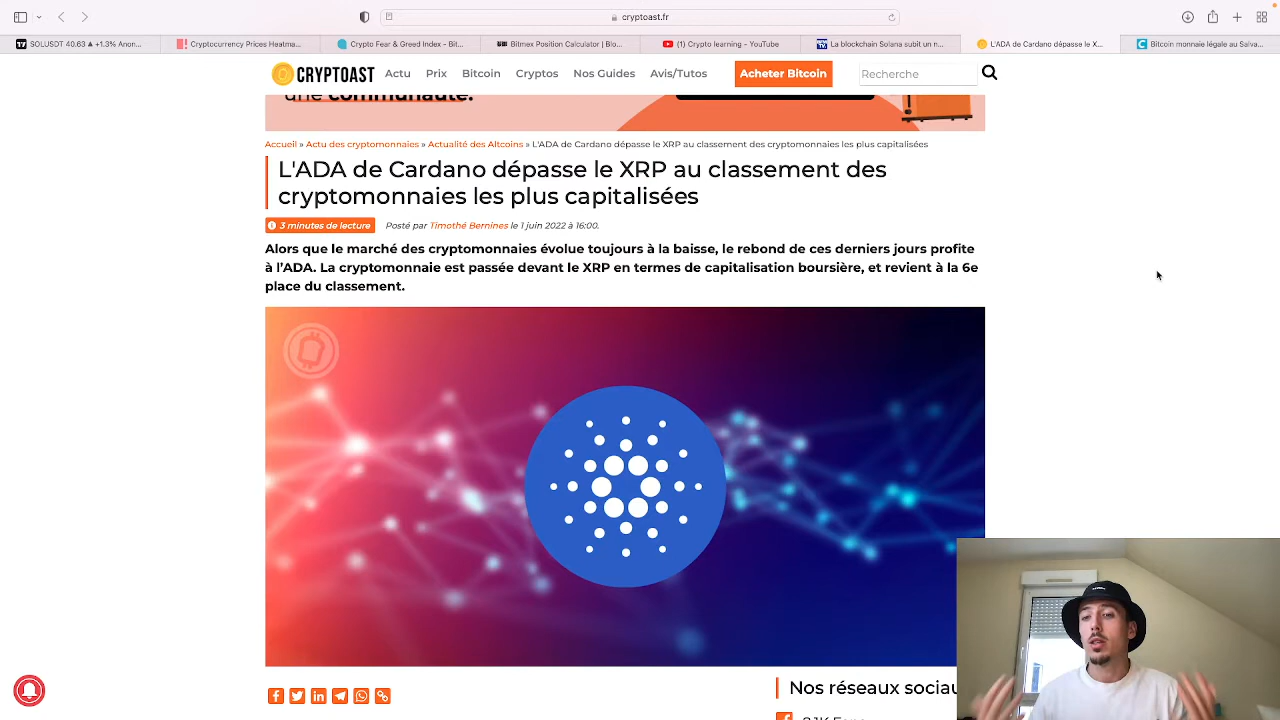 cryptoast.fr
SOLUSDT 40.63 ▲ +1.3% Anon...
Cryptocurrency Prices Heatma...
Crypto Fear & Greed Index: Bit...
Bitmex Position Calculator | Blo...
(1) Crypto learning - YouTube
La blockchain Solana subit un n...
L'ADA de Cardano dépasse le X...
Bitcoin monnaie légale au Salva...
CRYPTOAST
Actu
Prix
Bitcoin
Cryptos
Nos Guides
Avis/Tutos
Acheter Bitcoin
Recherche
une communauté.
Accueil » Actu des cryptomonnaies » Actualité des Altcoins » L'ADA de Cardano dépasse le XRP au classement des cryptomonnaies les plus capitalisées
L'ADA de Cardano dépasse le XRP au classement des
cryptomonnaies les plus capitalisées
3 minutes de lecture
Posté par Timothé Bernines le 1 juin 2022 à 16:00.
Alors que le marché des cryptomonnaies évolue toujours à la baisse, le rebond de ces derniers jours profite
à l'ADA. La cryptomonnaie est passée devant le XRP en termes de capitalisation boursière, et revient à la 6e
place du classement.
Nos réseaux sociau